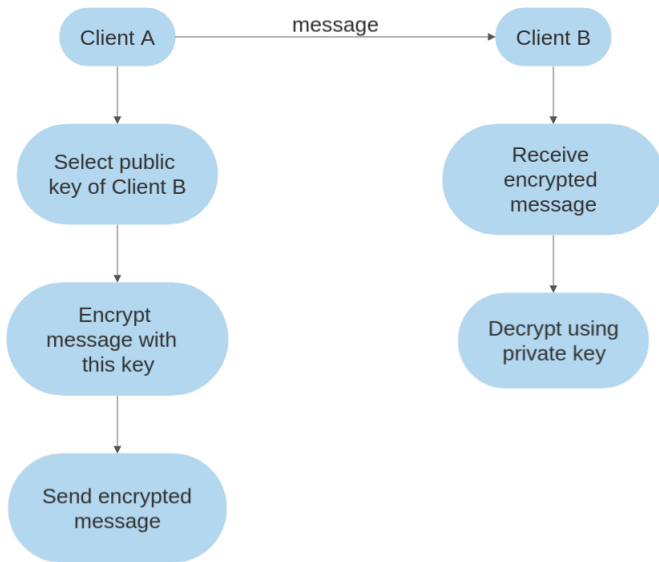 Client A
message
Client B
Select public
key of Client B
Encrypt
message with
this key
Send encrypted
message
Receive
encrypted
message
Decrypt using
private key